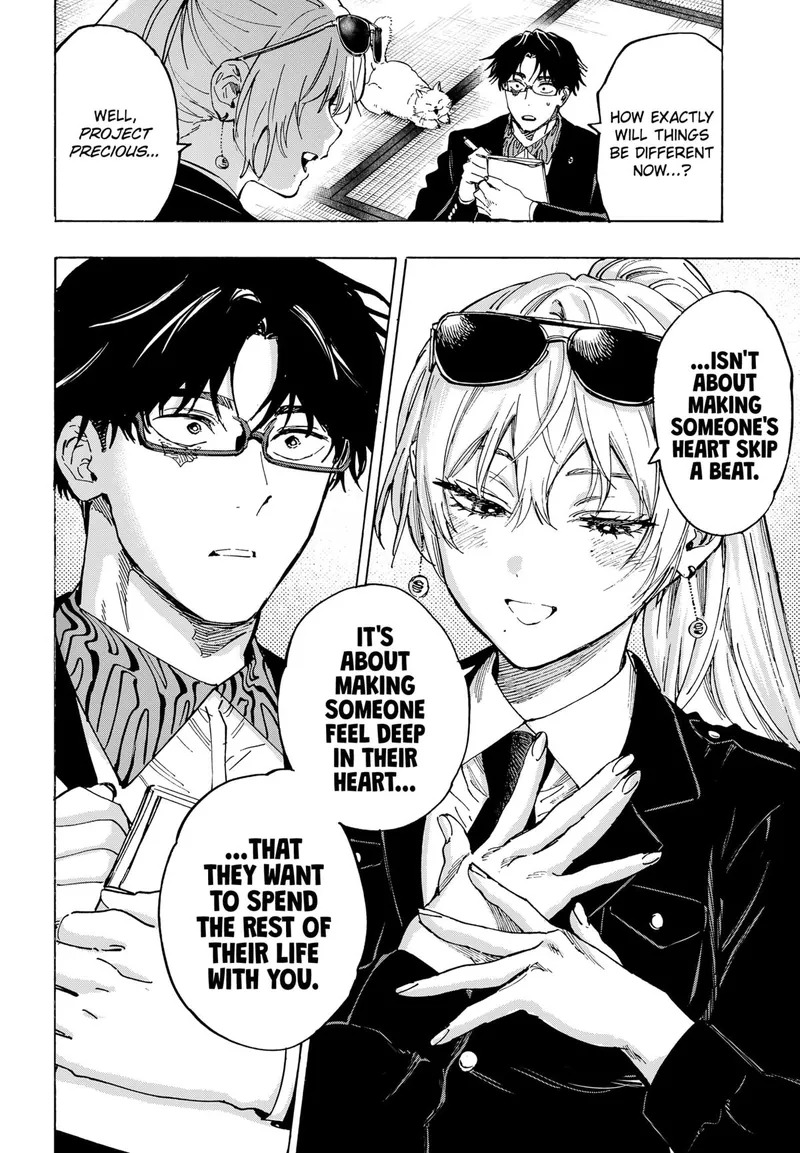 HOW EXACTLY
WILL THINGS
BE DIFFERENT
NOW...?
WELL,
PROJECT
PRECIOUS...
...ISN'T
ABOUT
MAKING
SOMEONE'S
HEART SKIP
A BEAT.
IT'S
ABOUT
MAKING
SOMEONE
FEEL DEEP
IN THEIR
HEART...
...THAT
THEY WANT
TO SPEND
THE REST OF
THEIR LIFE
WITH YOU.